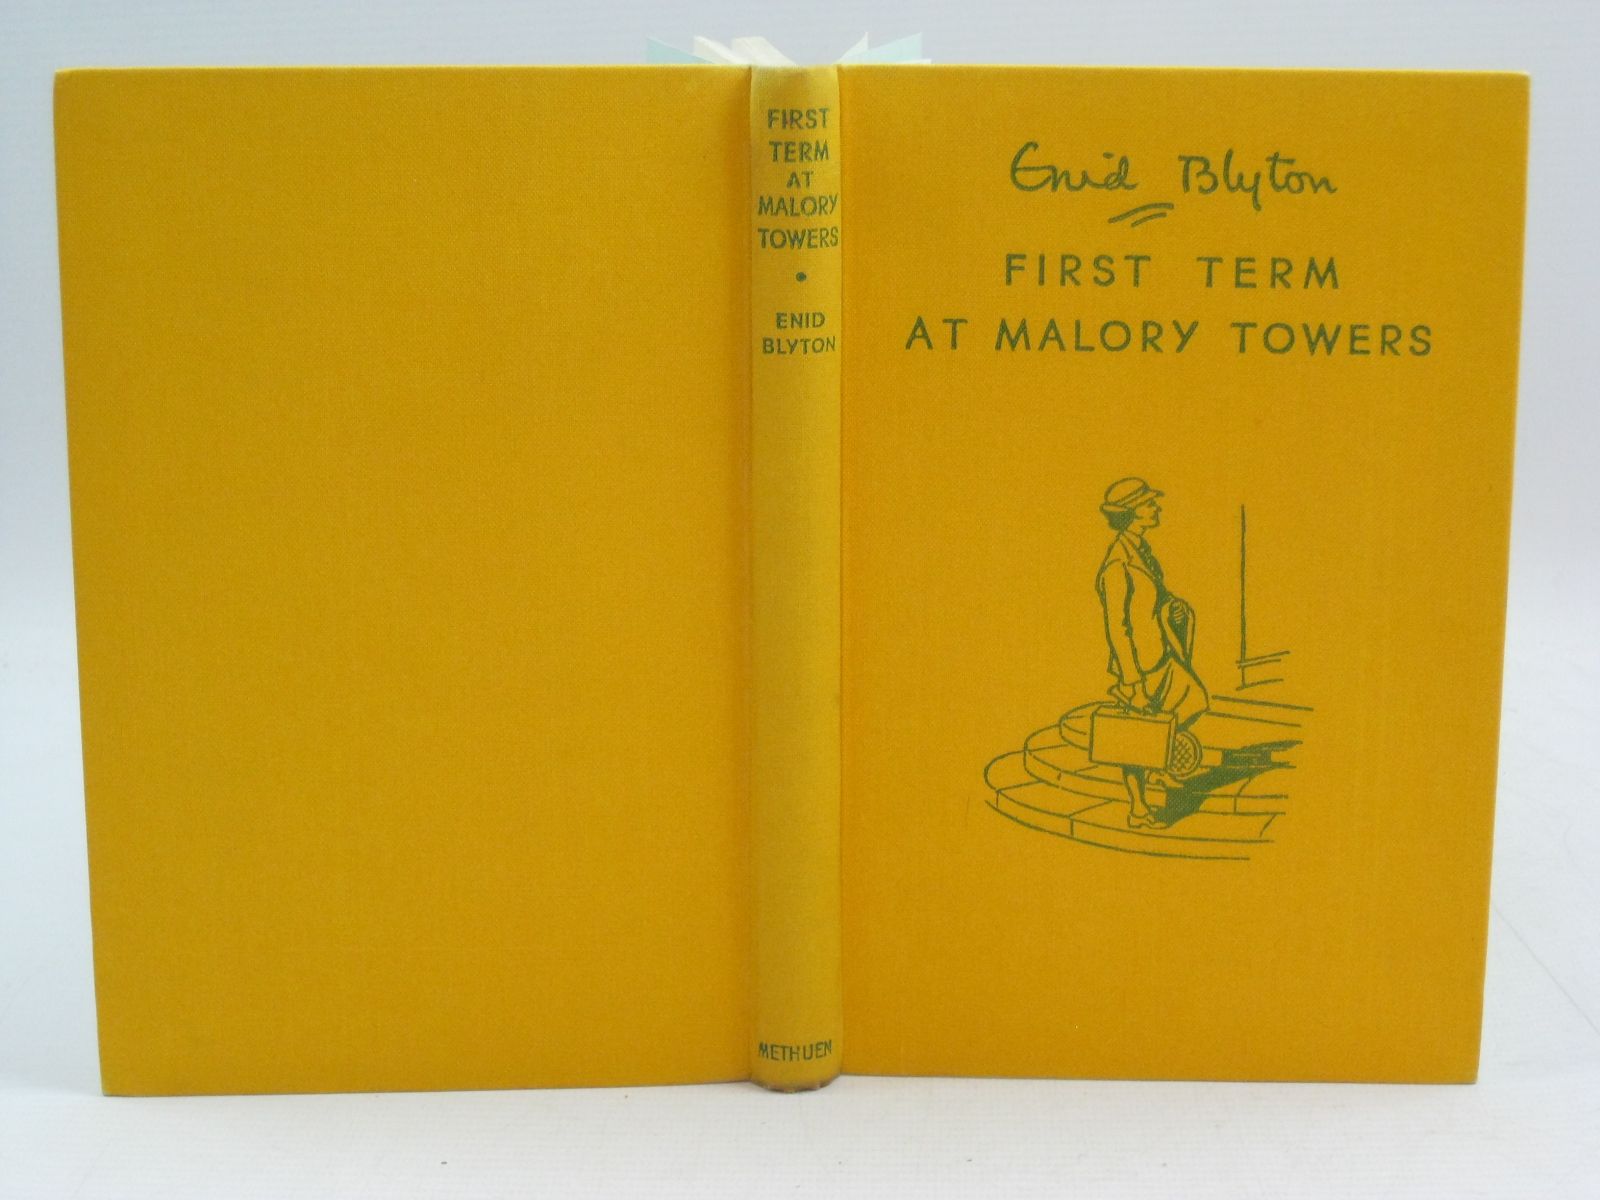 FIRST
TERM
AT
MALORY
TOWERS
•
ENID
BLYTON
METHUEN
Enid Blyton
FIRST TERM
AT MALORY TOWERS